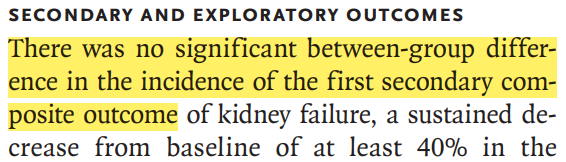 SECONDARY AND EXPLORATORY OUTCOMES
There was no significant between-group differ-
ence in the incidence of the first secondary com-
posite outcome of kidney failure, a sustained de-
crease from baseline of at least 40% in the